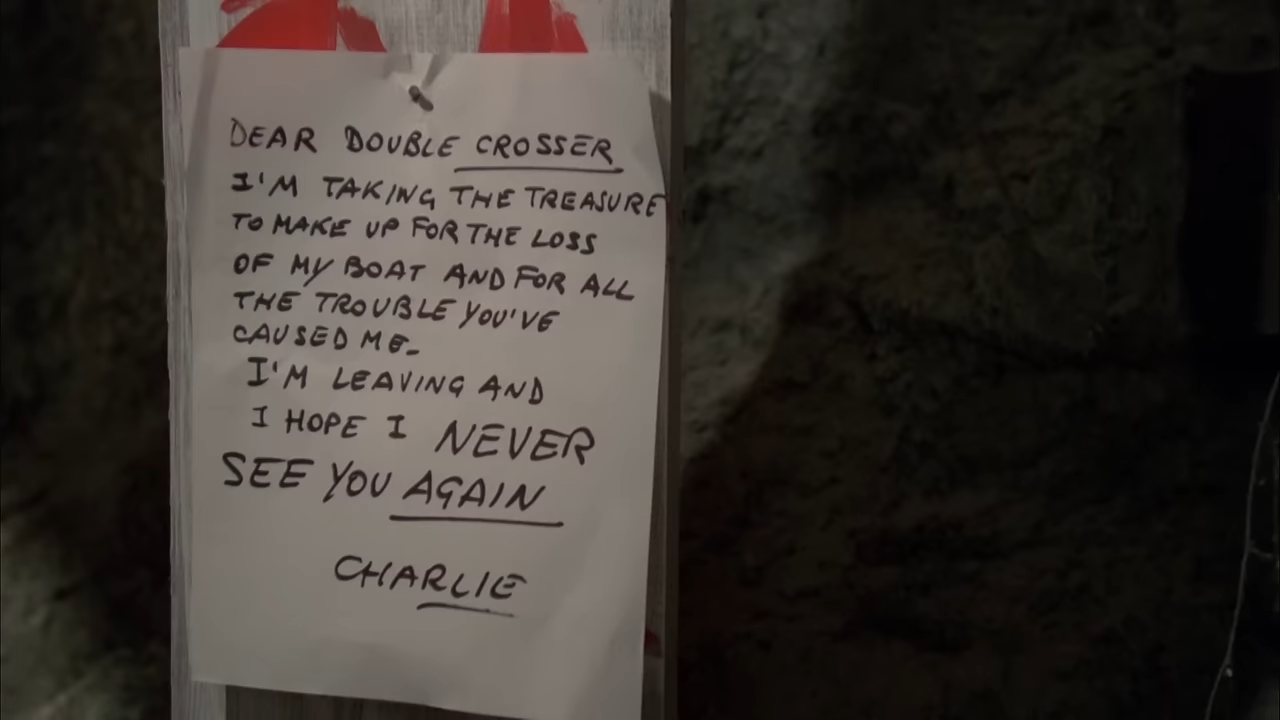 DEAR DOUBLE CROSSER
I'M TAKING THE TREASURE
TO MAKE UP FOR THE LOSS
OF MY BOAT AND FOR ALL
THE TROUBLE YOU'VE
CAUSED ME.
I'M LEAVING AND
I HOPE I NEVER
SEE YOU AGAIN
CHARLIE